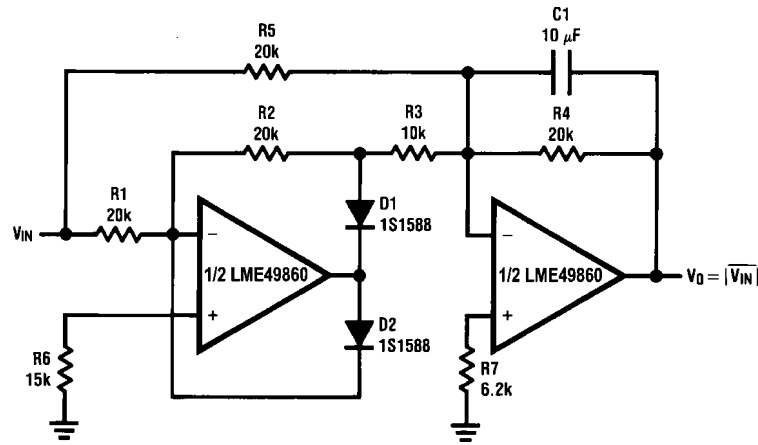 C1
10 μF
R5
20k
R2
20k
R3
10k
R4
20k
R1
20k
D1
1S1588
VIN
−
−
1/2 LME49860
1/2 LME49860
VO = |VIN|
+
+
D2
1S1588
R6
15k
R7
6.2k